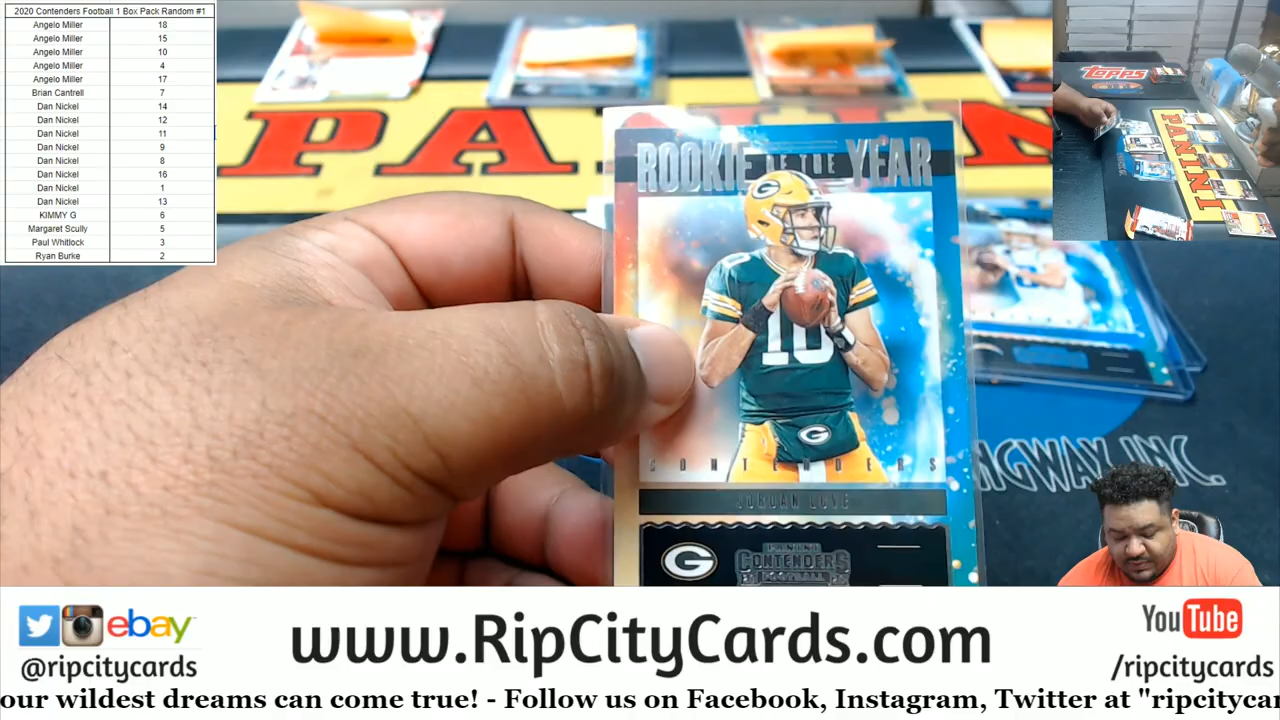 2020 Contenders Football 1 Box Pack Random #1
Angelo Miller 18
Angelo Miller 15
Angelo Miller 10
Angelo Miller 4
Angelo Miller 17
Brian Cantrell 7
Dan Nickel 14
Dan Nickel 12
Dan Nickel 11
Dan Nickel 9
Dan Nickel 8
Dan Nickel 16
Dan Nickel 1
Dan Nickel 13
KIMMY G 6
Margaret Scully 5
Paul Whitlock 3
Ryan Burke 2
TOPPS
PANINI
PANIN
ROOKIE OF THE YEAR
G
10
G
CONTENDERS
JORDAN LOVE
G
PANINI
CONTENDERS
FOOTBALL
INGWAY, INC.
ebay
@ripcitycards
www.RipCityCards.com
YouTube
/ripcitycards
our wildest dreams can come true! - Follow us on Facebook, Instagram, Twitter at "ripcitycar